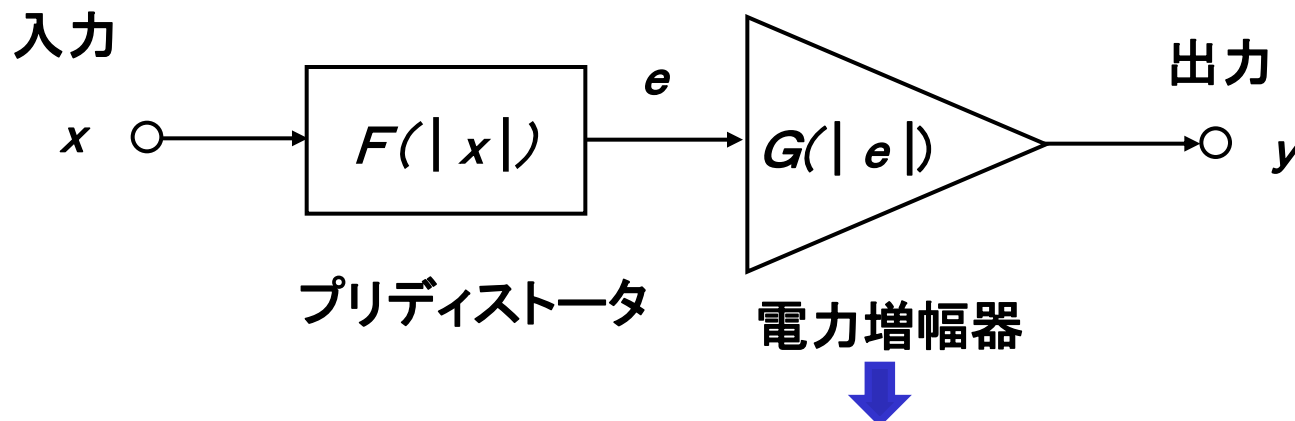 入力
x
F(|x|)
プリディストータ
e
G(|e|)
電力増幅器
出力
y